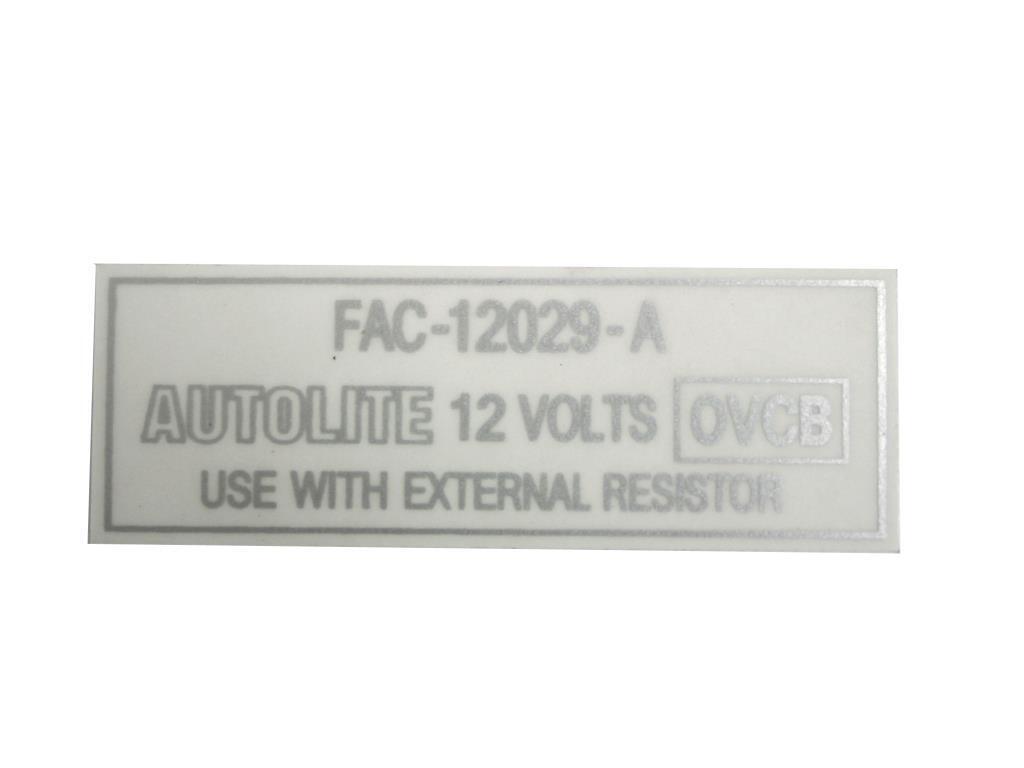 FAC-12029-A
AUTOLITE 12 VOLTS OVCB
USE WITH EXTERNAL RESISTOR